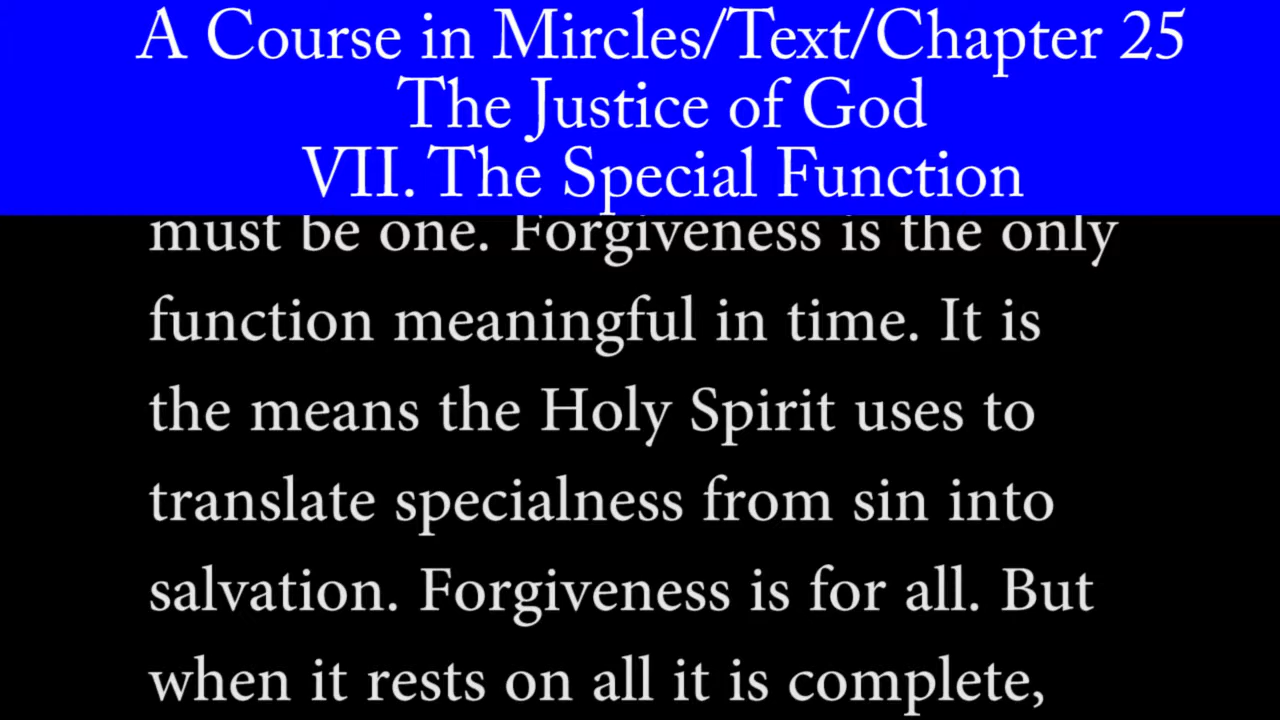 A Course in Mircles/Text/Chapter 25
The Justice of God
VII. The Special Function
must be one. Forgiveness is the only
function meaningful in time. It is
the means the Holy Spirit uses to
translate specialness from sin into
salvation. Forgiveness is for all. But
when it rests on all it is complete,